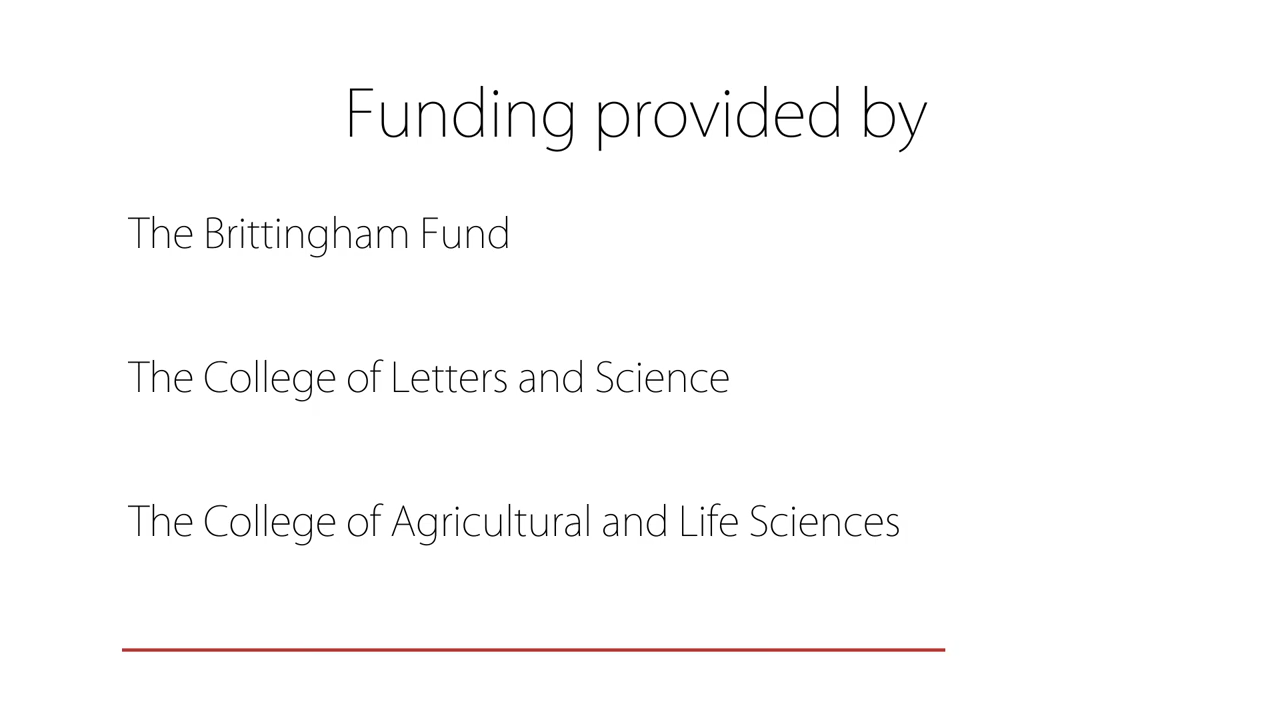 Funding provided by
The Brittingham Fund
The College of Letters and Science
The College of Agricultural and Life Sciences